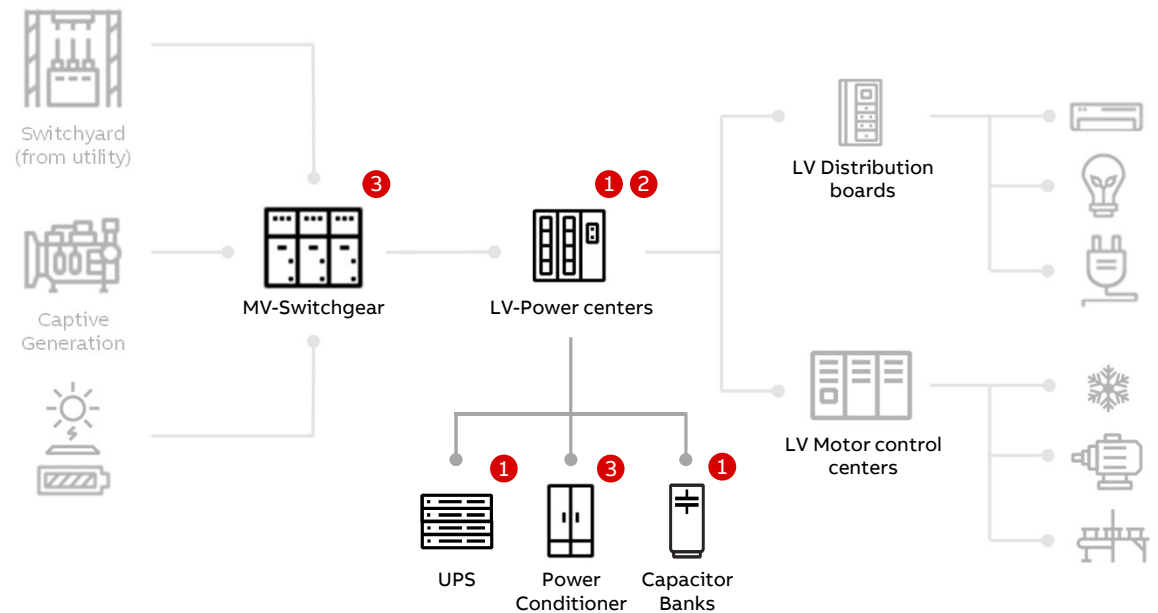 Switchyard
(from utility)
Captive
Generation
3
MV-Switchgear
1 2
LV-Power centers
LV Distribution
boards
LV Motor control
centers
1
UPS
3
Power
Conditioner
1
Capacitor
Banks